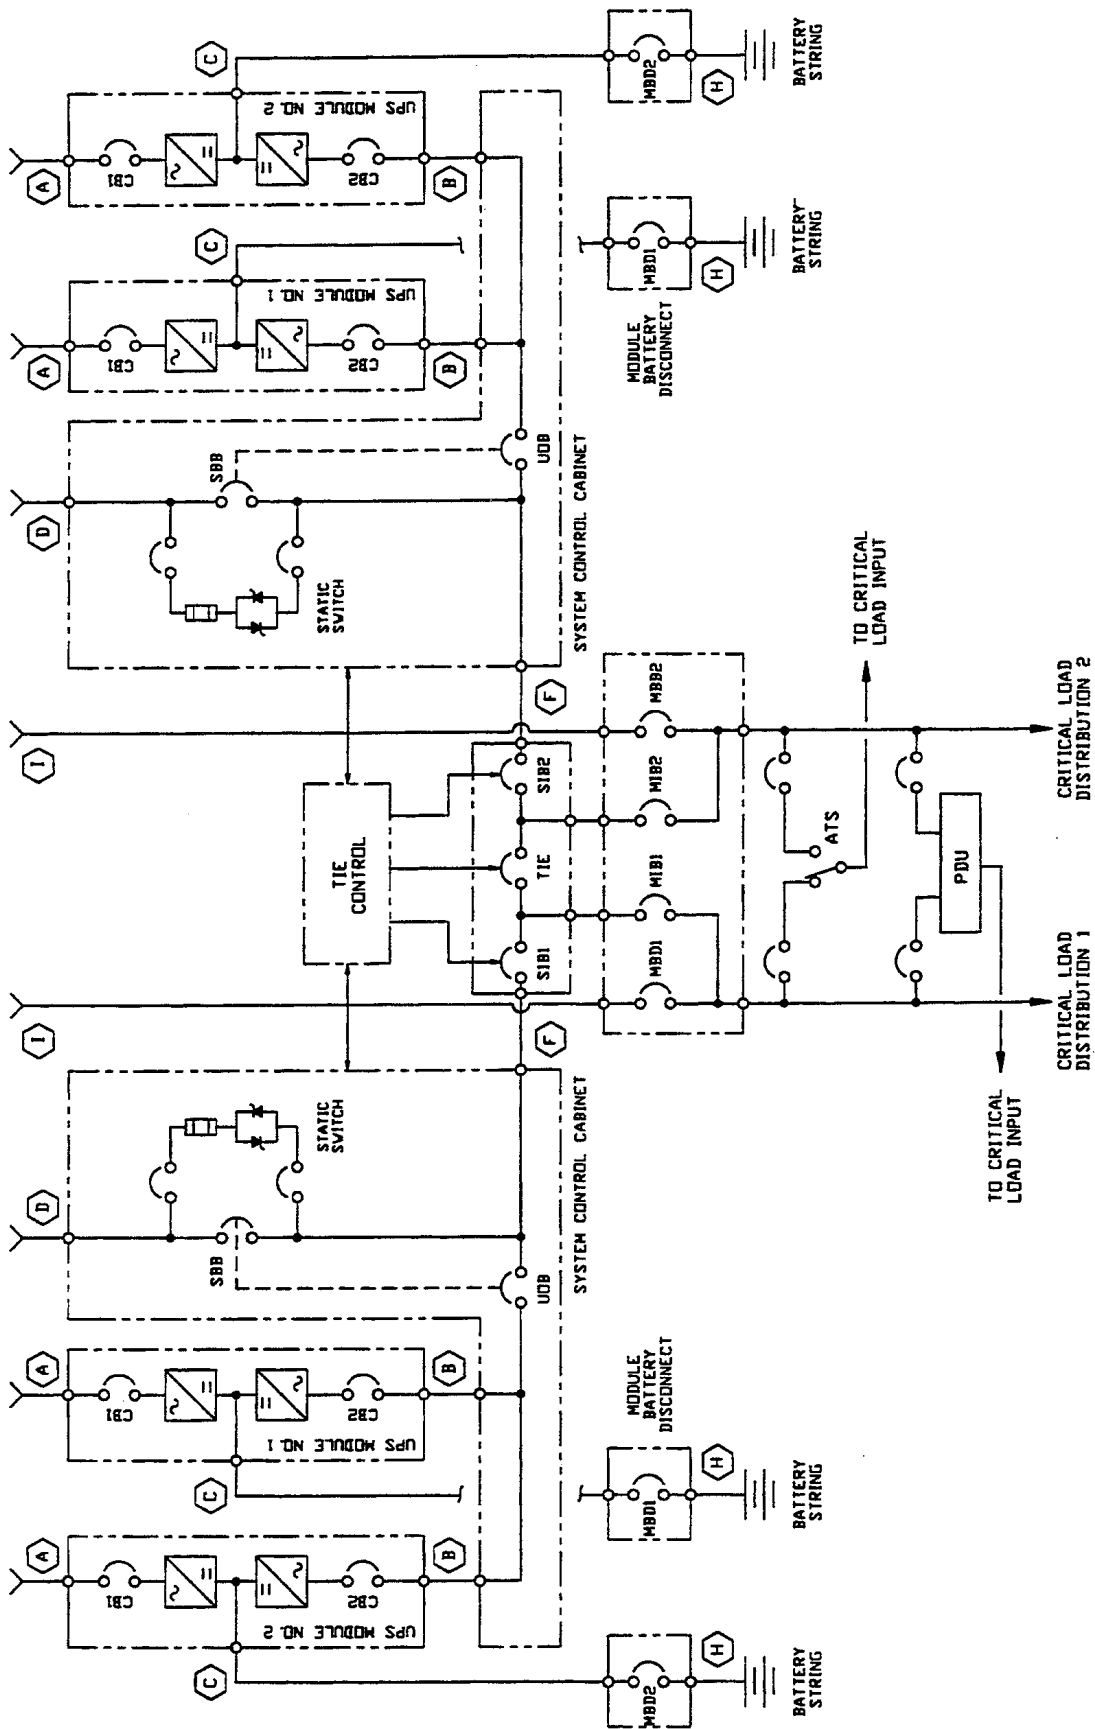 A
A
D
I
I
D
A
A
CB1
CB1
CB1
CB1
C
C
C
C
UPS MODULE NO. 2
UPS MODULE NO. 1
UPS MODULE NO. 1
UPS MODULE NO. 2
SBB
SBB
STATIC
SWITCH
STATIC
SWITCH
TIE
CONTROL
CB2
CB2
CB2
CB2
B
B
B
B
UOB
SIB1
TIE
SIB2
UOB
F
F
SYSTEM CONTROL CABINET
SYSTEM CONTROL CABINET
MBD2
MBD1
MODULE
BATTERY
DISCONNECT
MBD1
MIB1
MIB2
MBB2
MODULE
BATTERY
DISCONNECT
MBD1
MBD2
H
H
H
H
BATTERY
STRING
BATTERY
STRING
BATTERY
STRING
BATTERY
STRING
ATS
TO CRITICAL
LOAD INPUT
PDU
TO CRITICAL
LOAD INPUT
CRITICAL LOAD
DISTRIBUTION 1
CRITICAL LOAD
DISTRIBUTION 2